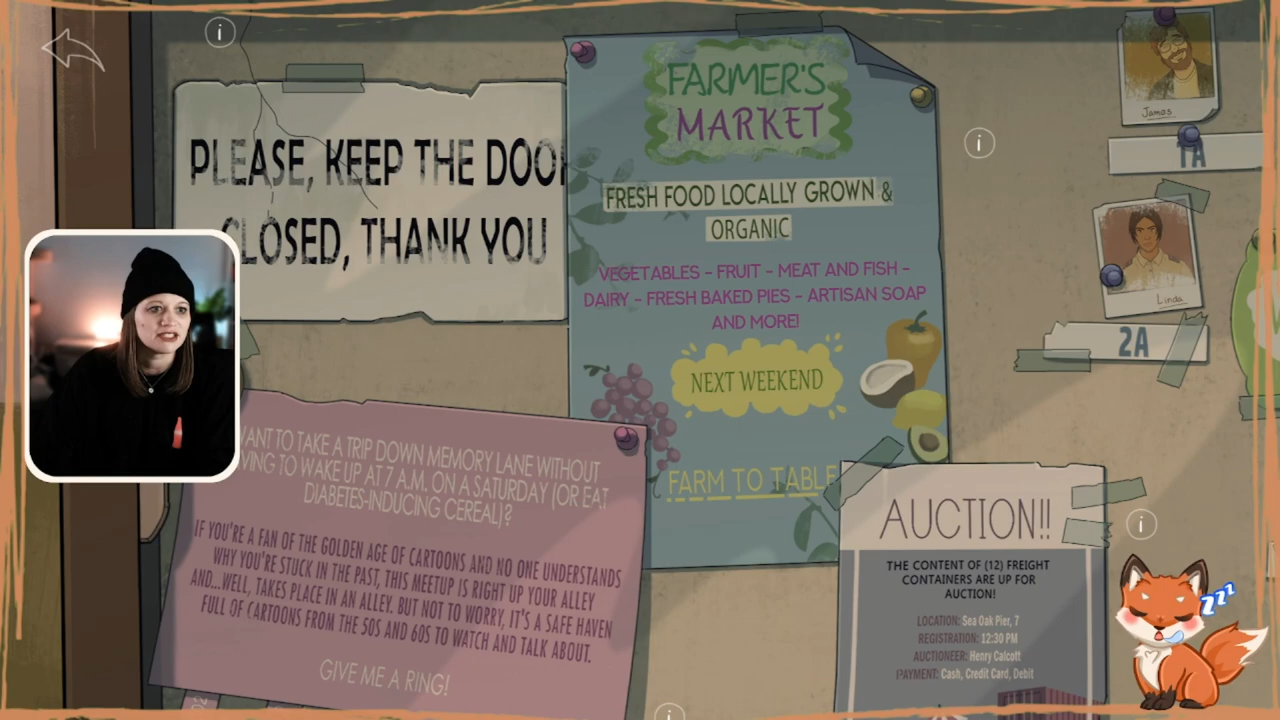 PLEASE, KEEP THE
CLOSED, THANK YOU
FARMER'S
MARKET
FRESH FOOD LOCALLY GROWN &
ORGANIC
VEGETABLES - FRUIT - MEAT AND FISH -
DAIRY - FRESH BAKED PIES - ARTISAN SOAP
AND MORE!
NEXT WEEKEND
FARM TO TABLE
James
1A
Linda
2A
WANT TO TAKE A TRIP DOWN MEMORY LANE WITHOUT
TO WAKE UP AT 7 A.M. ON A SATURDAY (OR EAT
DIABETES-INDUCING CEREAL)?
IF YOU'RE A FAN OF THE GOLDEN AGE OF CARTOONS AND NO ONE UNDERSTANDS
WHY YOU'RE STUCK IN THE PAST, THIS MEETUP IS RIGHT UP YOUR ALLEY
AND...WELL, TAKES PLACE IN AN ALLEY. BUT NOT TO WORRY, IT'S A SAFE HAVEN
FULL OF CARTOONS FROM THE 50S AND 60S TO WATCH AND TALK ABOUT.
GIVE ME A RING!
AUCTION!!
THE CONTENT OF (12) FREIGHT
CONTAINERS ARE UP FOR
AUCTION!
LOCATION: Sea Oak Pier, 7
REGISTRATION: 12:30 PM
AUCTIONEER: Henry Calcott
PAYMENT: Cash, Credit Card, Debit
zzz